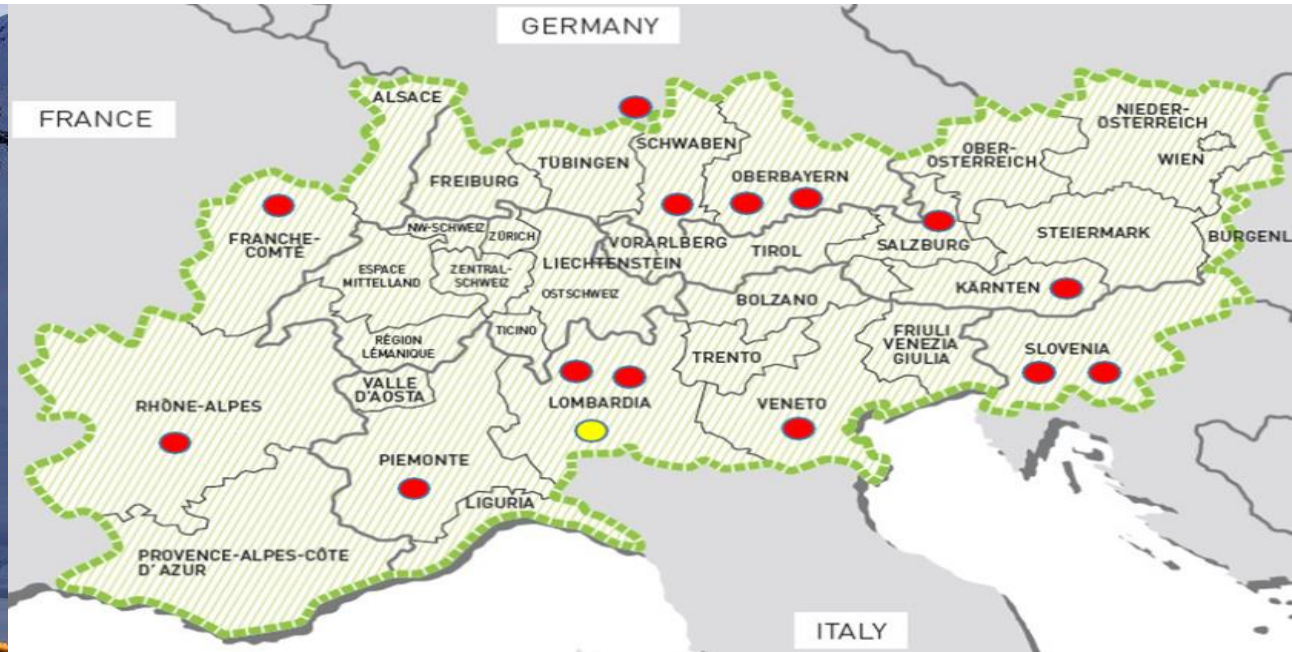 GERMANY
FRANCE
ALSACE
NIEDER-
ÖSTERREICH
SCHWABEN
OBER-
ÖSTERREICH
WIEN
TÜBINGEN
OBERBAYERN
FREIBURG
NW-SCHWEIZ
ZÜRICH
VORARLBERG
TIROL
SALZBURG
STEIERMARK
BURGENL
FRANCHE-
COMTÉ
LIECHTENSTEIN
ESPACE
MITTELLAND
ZENTRAL-
SCHWEIZ
OSTSCHWEIZ
BOLZANO
KÄRNTEN
TICINO
RÉGION
LÉMANIQUE
FRIULI
VENEZIA
GIULIA
SLOVENIA
TRENTO
VALLE
D'AOSTA
RHÔNE-ALPES
LOMBARDIA
VENETO
PIEMONTE
LIGURIA
PROVENCE-ALPES-CÔTE
D' AZUR
ITALY